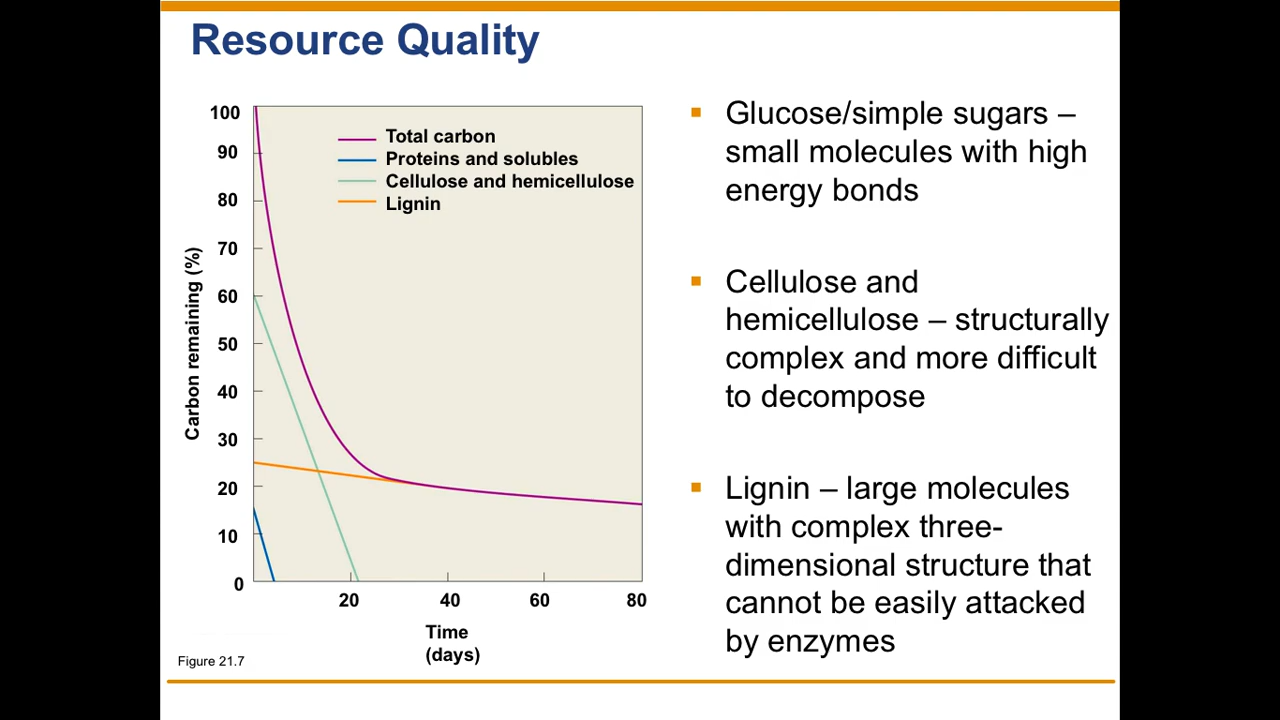 Resource Quality
100
90
80
70
60
50
40
30
20
10
0
Carbon remaining (%)
Total carbon
Proteins and solubles
Cellulose and hemicellulose
Lignin
20
40
60
80
Time
(days)
Figure 21.7
Glucose/simple sugars –
small molecules with high
energy bonds
Cellulose and
hemicellulose – structurally
complex and more difficult
to decompose
Lignin – large molecules
with complex three-
dimensional structure that
cannot be easily attacked
by enzymes